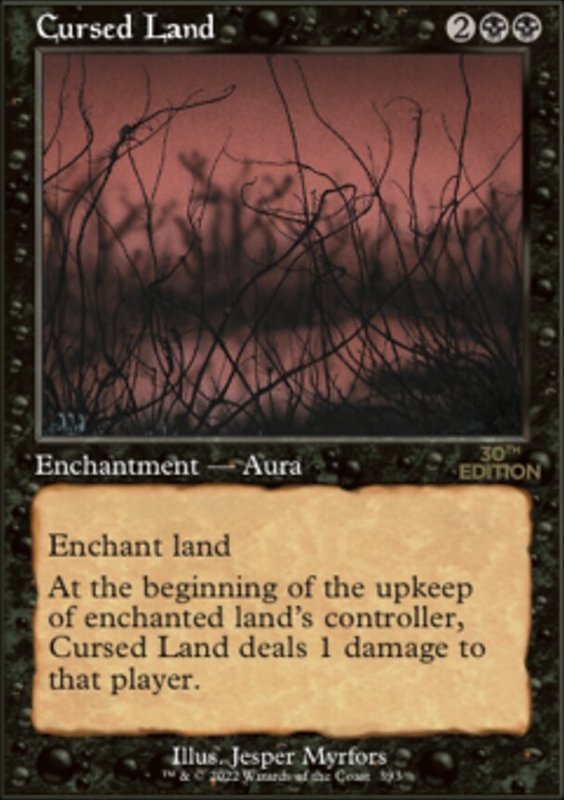 Cursed Land 2
Enchantment — Aura
30TH
EDITION
Enchant land
At the beginning of the upkeep
of enchanted land's controller,
Cursed Land deals 1 damage to
that player.
Illus. Jesper Myrfors
™ & © 2022 Wizards of the Coast